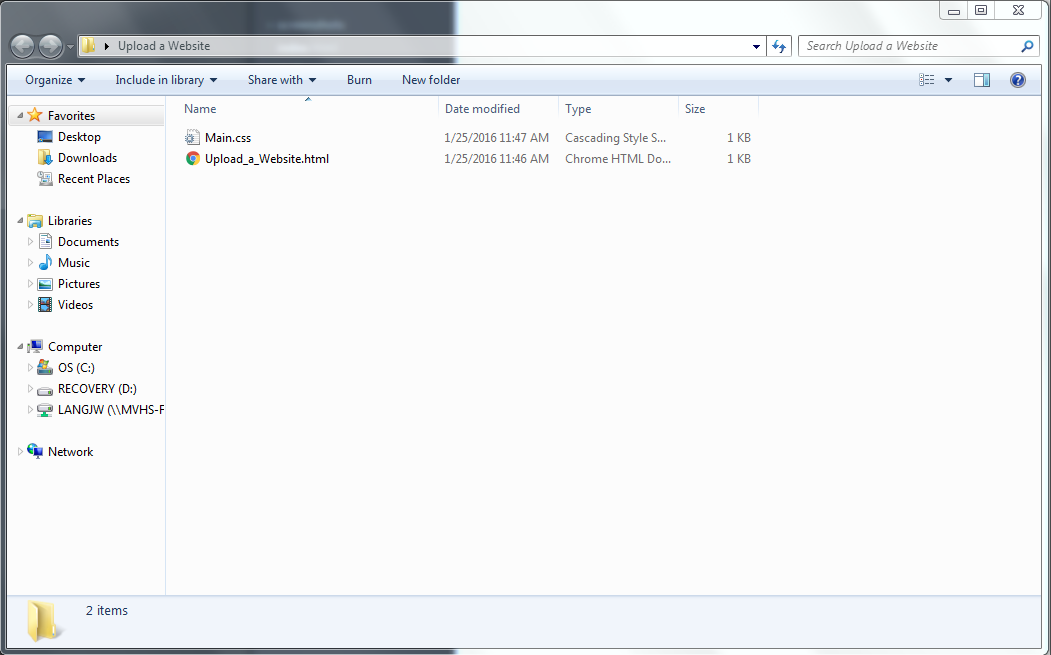 Upload a Website
Search Upload a Website
Organize Include in library Share with Burn New folder
Name Date modified Type Size
Main.css 1/25/2016 11:47 AM Cascading Style S... 1 KB
Upload_a_Website.html 1/25/2016 11:46 AM Chrome HTML Do... 1 KB
Favorites
Desktop
Downloads
Recent Places
Libraries
Documents
Music
Pictures
Videos
Computer
OS (C:)
RECOVERY (D:)
LANGJW (\\MVHS-F
Network
2 items